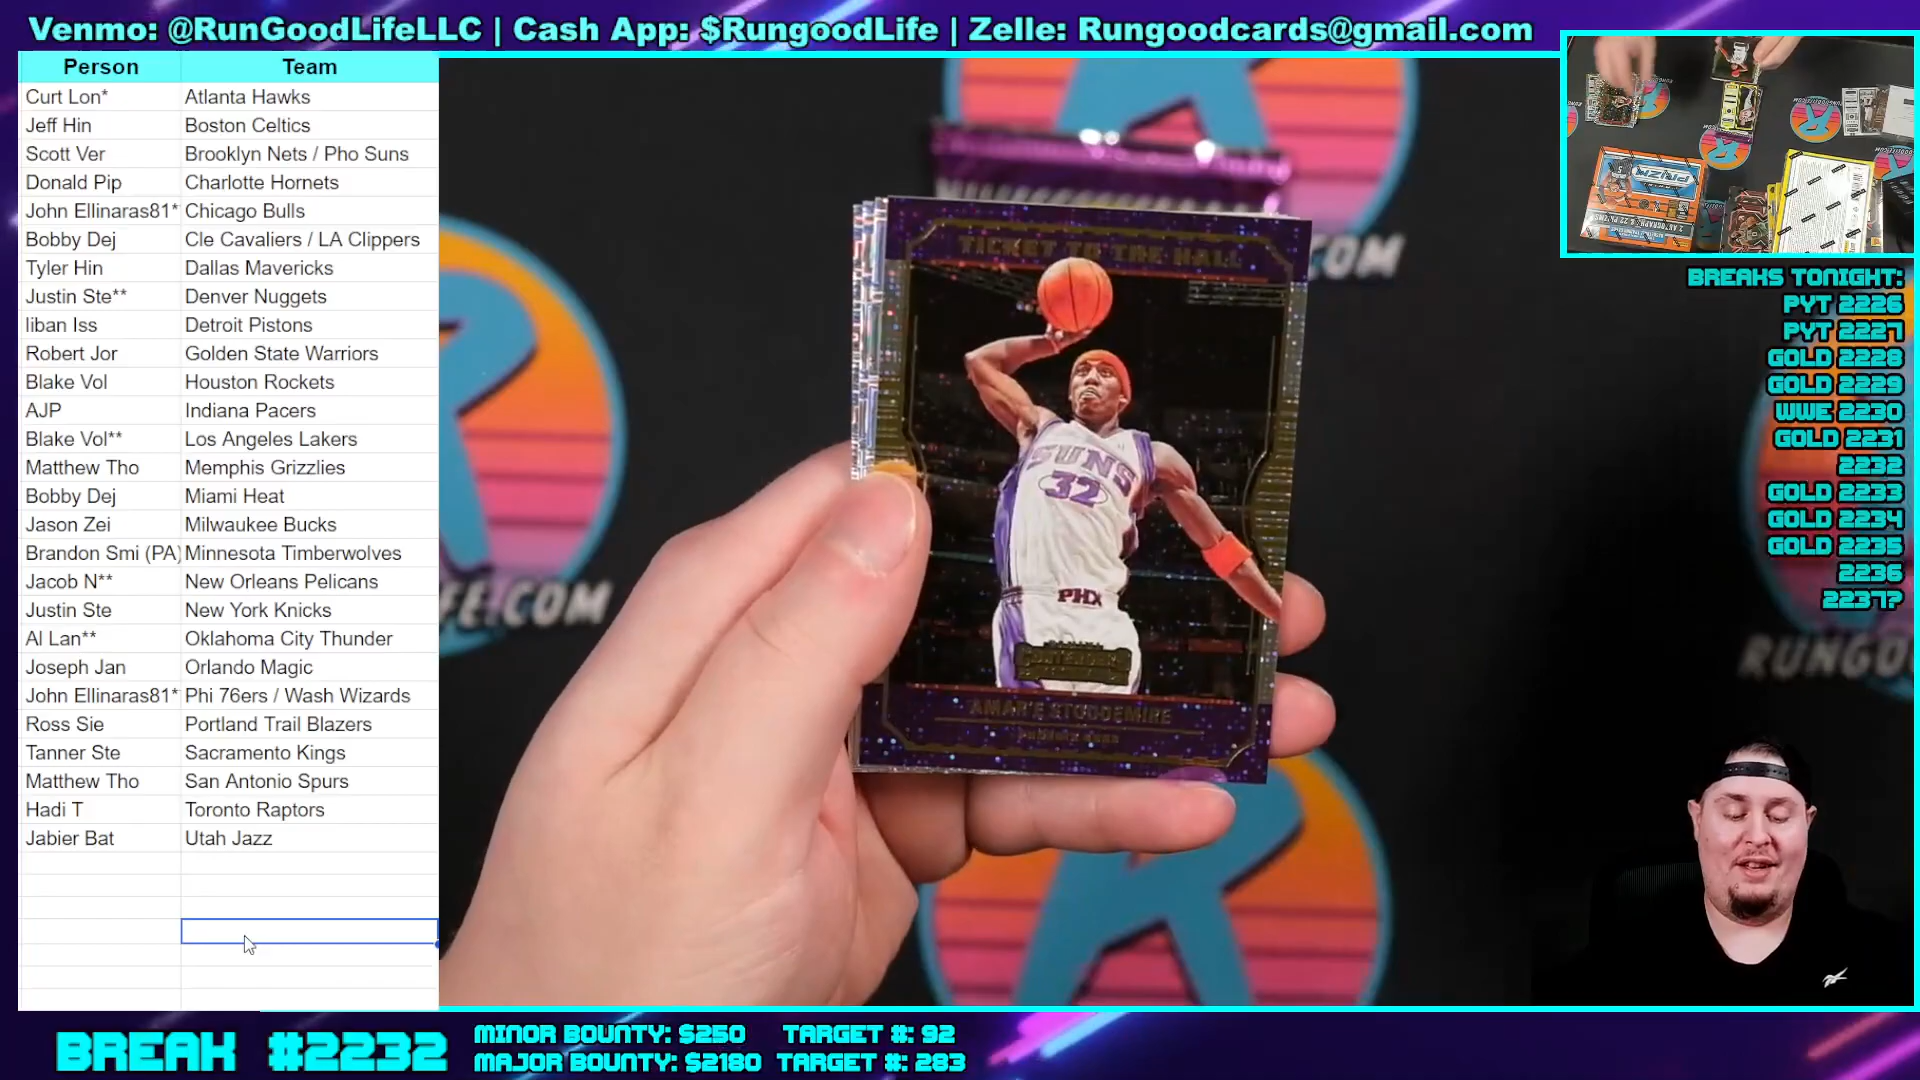 Venmo: @RunGoodLifeLLC | Cash App: $RungoodLife | Zelle: Rungoodcards@gmail.com
Person Team
Curt Lon* Atlanta Hawks
Jeff Hin Boston Celtics
Scott Ver Brooklyn Nets / Pho Suns
Donald Pip Charlotte Hornets
John Ellinaras81* Chicago Bulls
Bobby Dej Cle Cavaliers / LA Clippers
Tyler Hin Dallas Mavericks
Justin Ste** Denver Nuggets
liban Iss Detroit Pistons
Robert Jor Golden State Warriors
Blake Vol Houston Rockets
AJP Indiana Pacers
Blake Vol** Los Angeles Lakers
Matthew Tho Memphis Grizzlies
Bobby Dej Miami Heat
Jason Zei Milwaukee Bucks
Brandon Smi (PA) Minnesota Timberwolves
Jacob N** New Orleans Pelicans
Justin Ste New York Knicks
Al Lan** Oklahoma City Thunder
Joseph Jan Orlando Magic
John Ellinaras81* Phi 76ers / Wash Wizards
Ross Sie Portland Trail Blazers
Tanner Ste Sacramento Kings
Matthew Tho San Antonio Spurs
Hadi T Toronto Raptors
Jabier Bat Utah Jazz
TICKET TO THE HALL
SUNS
32
PHX
CONTENDERS
AMAR'E STOUDEMIRE
PHOENIX SUNS
.COM
FE.COM
RUNGO
PRIZM
BREAKS TONIGHT:
PYT 2226
PYT 2227
GOLD 2228
GOLD 2229
WWE 2230
GOLD 2231
2232
GOLD 2233
GOLD 2234
GOLD 2235
2236
2237?
BREAK #2232
MINOR BOUNTY: $250 TARGET #: 92
MAJOR BOUNTY: $2180 TARGET #: 283